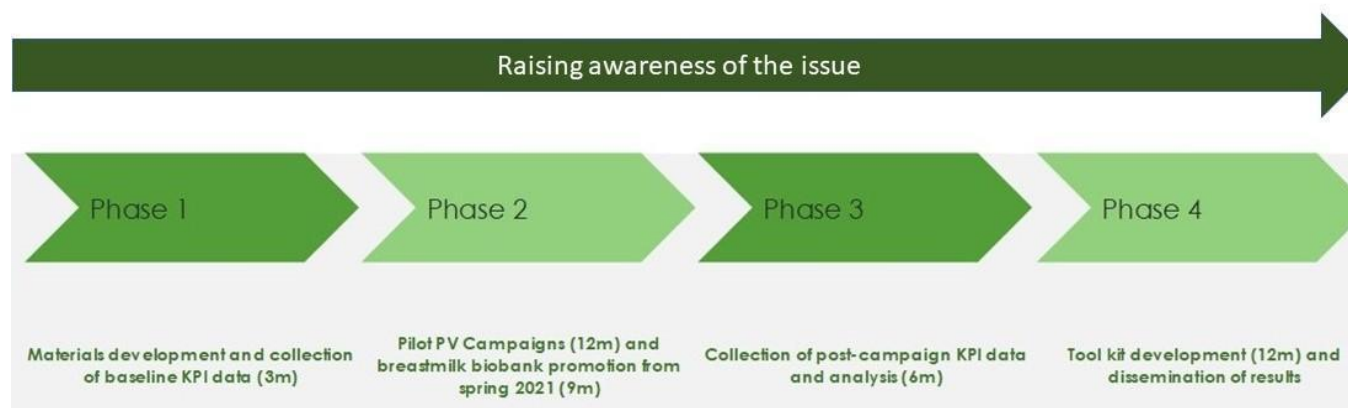 Raising awareness of the issue
Phase 1
Phase 2
Phase 3
Phase 4
Materials development and collection
of baseline KPI data (3m)
Pilot PV Campaigns (12m) and
breastmilk biobank promotion from
spring 2021 (9m)
Collection of post-campaign KPI data
and analysis (6m)
Tool kit development (12m) and
dissemination of results